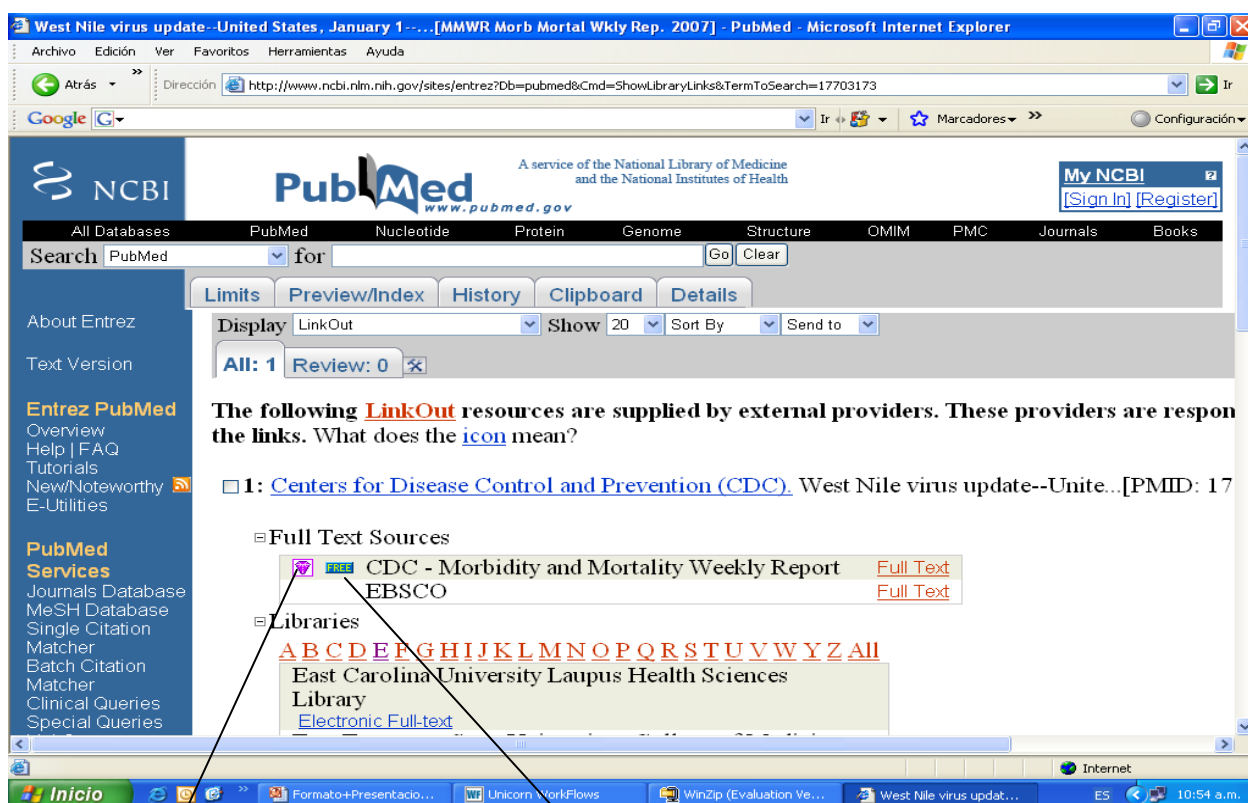 West Nile virus update--United States, January 1--...[MMWR Morb Mortal Wkly Rep. 2007] - PubMed - Microsoft Internet Explorer
Archivo Edición Ver Favoritos Herramientas Ayuda
Atrás » Dirección http://www.ncbi.nlm.nih.gov/sites/entrez?Db=pubmed&Cmd=ShowLibraryLinks&TermToSearch=17703173 Ir
Google G Ir Marcadores » Configuración
NCBI
PubMed
www.pubmed.gov
A service of the National Library of Medicine
and the National Institutes of Health
My NCBI ?
[Sign In] [Register]
All Databases PubMed Nucleotide Protein Genome Structure OMIM PMC Journals Books
Search PubMed for Go Clear
Limits Preview/Index History Clipboard Details
Display LinkOut Show 20 Sort By Send to
All: 1 Review: 0
About Entrez
Text Version
Entrez PubMed
Overview
Help | FAQ
Tutorials
New/Noteworthy
E-Utilities
PubMed
Services
Journals Database
MeSH Database
Single Citation
Matcher
Batch Citation
Matcher
Clinical Queries
Special Queries
The following LinkOut resources are supplied by external providers. These providers are respon
the links. What does the icon mean?
1: Centers for Disease Control and Prevention (CDC). West Nile virus update--Unite...[PMID: 17
Full Text Sources
FREE CDC - Morbidity and Mortality Weekly Report Full Text
EBSCO Full Text
Libraries
A B C D E F G H I J K L M N O P Q R S T U V W Y Z All
East Carolina University Laupus Health Sciences
Library
Electronic Full-text
Internet
Inicio » Formato+Presentacio... Unicorn WorkFlows WinZip (Evaluation Ve... West Nile virus updat... ES 10:54 a.m.